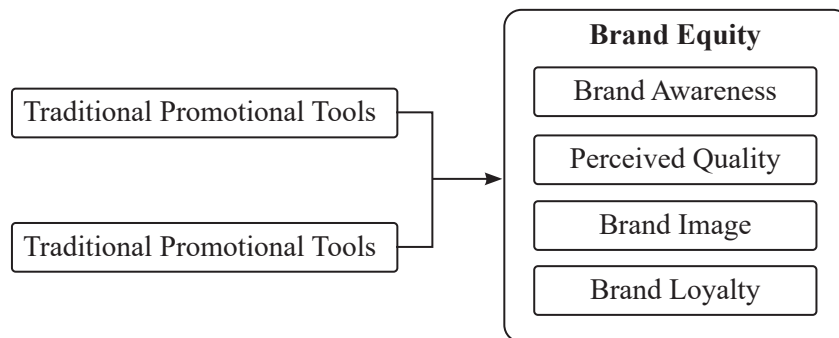 Brand Equity
Traditional Promotional Tools
Traditional Promotional Tools
Brand Awareness
Perceived Quality
Brand Image
Brand Loyalty